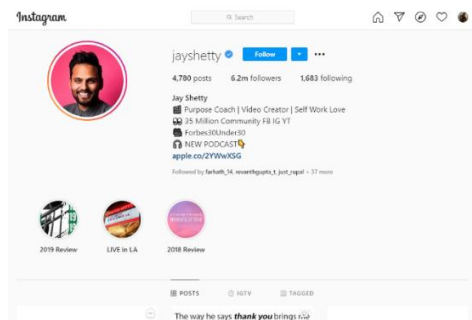 Instagram
Search
jayshetty Follow
4,780 posts 6.2m followers 1,683 following
Jay Shetty
Purpose Coach | Video Creator | Self Work Love
35 Million Community FB IG YT
Forbes30Under30
NEW PODCAST
apple.co/2YWwXSG
Followed by farhath_14, revanthgupta_t, just_rupal + 37 more
2019 Review LIVE in LA 2018 Review
POSTS IGTV TAGGED
The way he says thank you brings me